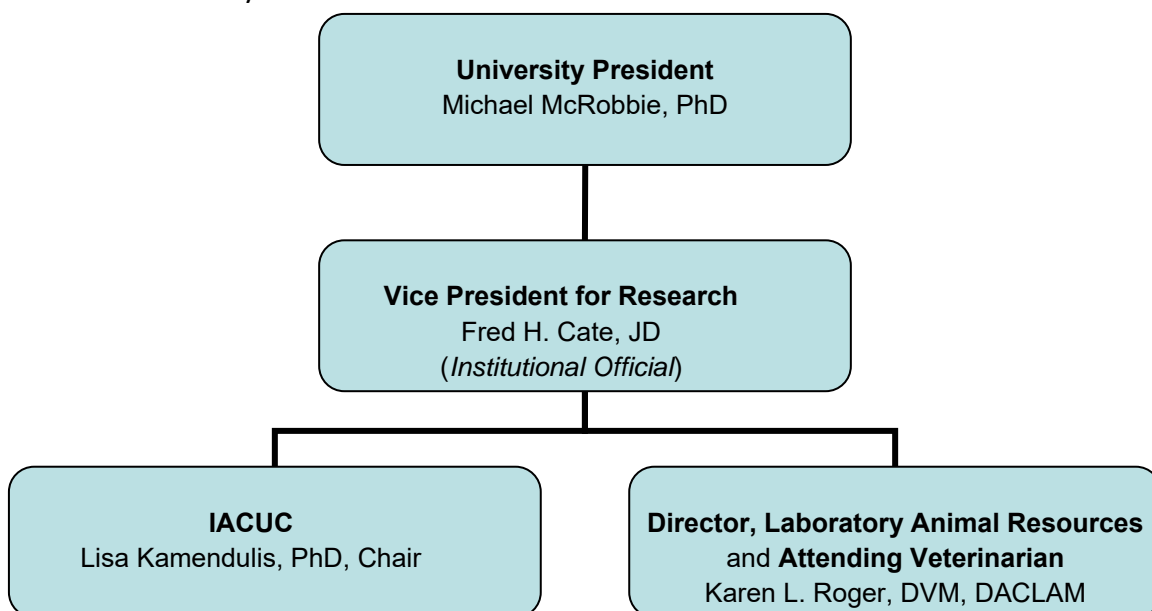 University President
Michael McRobbie, PhD
Vice President for Research
Fred H. Cate, JD
(Institutional Official)
IACUC
Lisa Kamendulis, PhD, Chair
Director, Laboratory Animal Resources
and Attending Veterinarian
Karen L. Roger, DVM, DACLAM